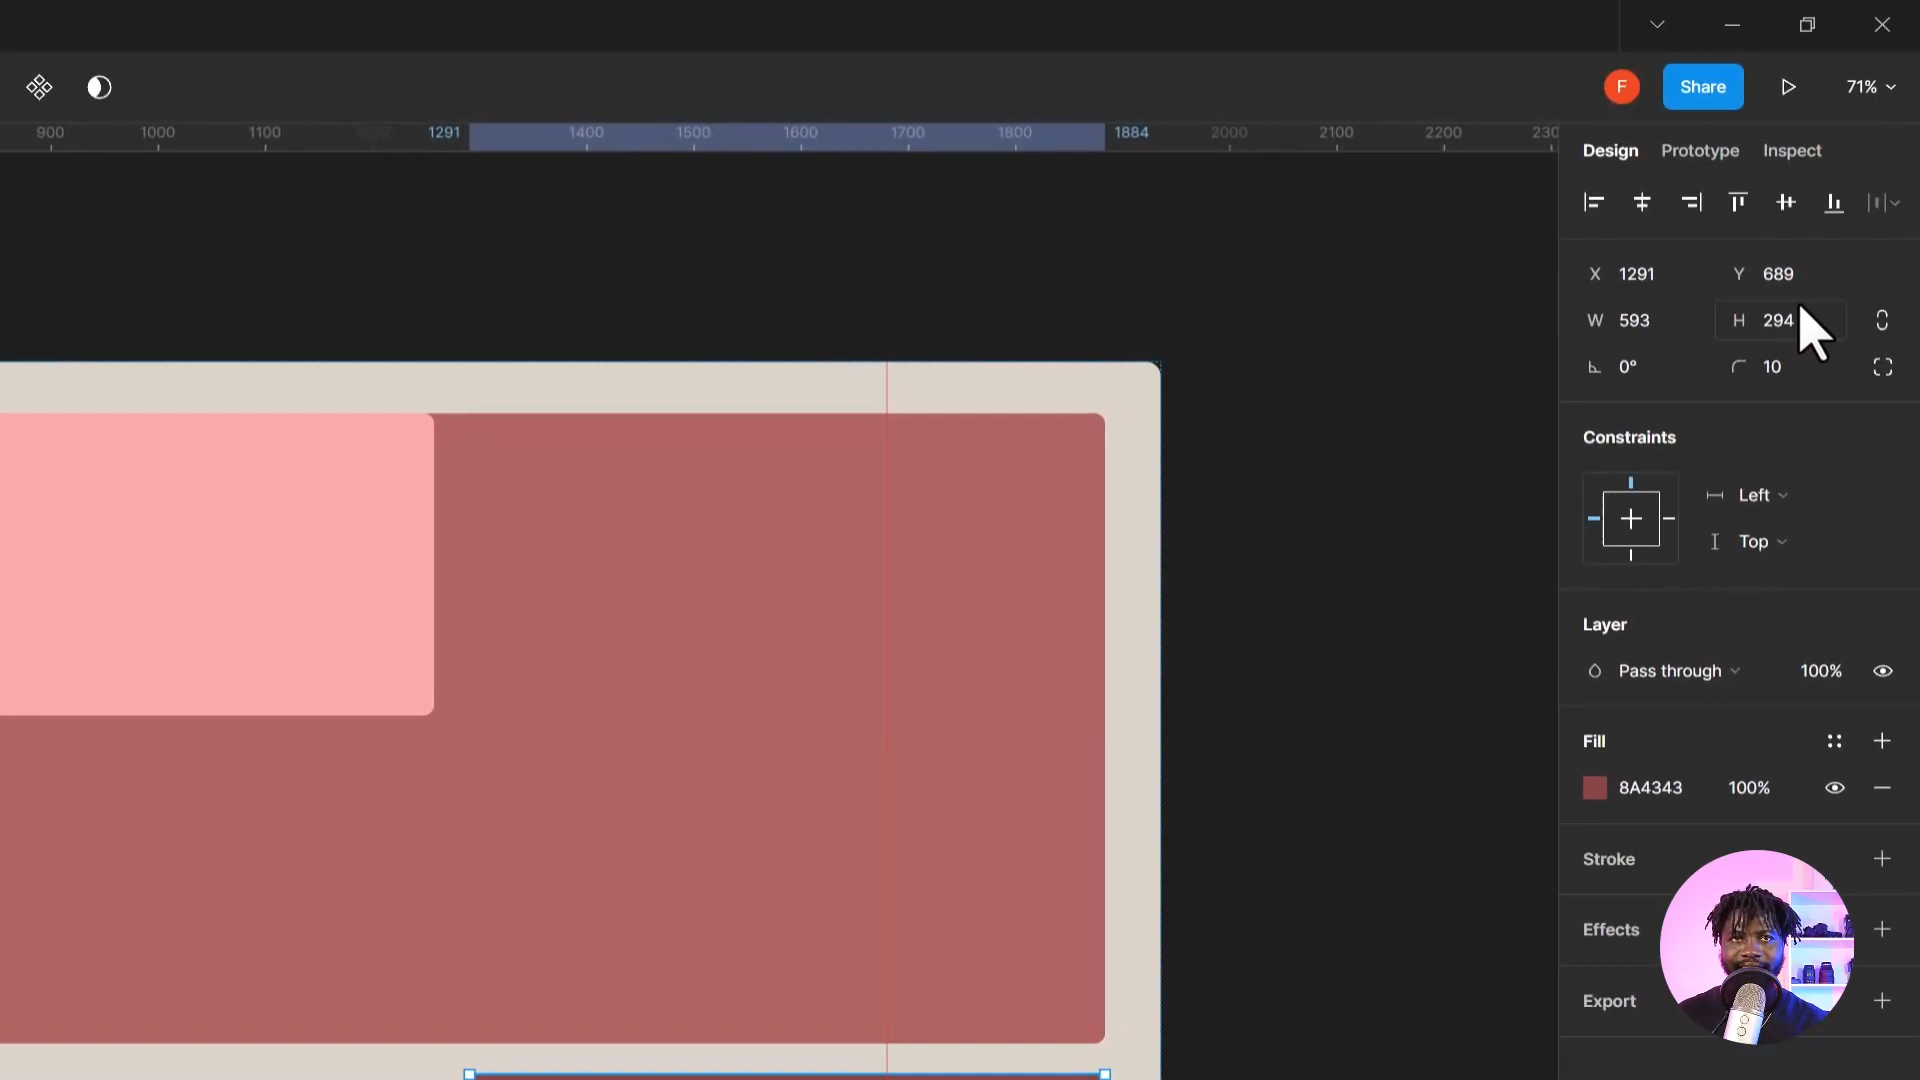 F
Share
71%
900 1000 1100 1291 1400 1500 1600 1700 1800 1884 2000 2100 2200 230
Design Prototype Inspect
X 1291 Y 689
W 593 H 294
0° 10
Constraints
Left
Top
Layer
Pass through 100%
Fill
8A4343 100%
Stroke
Effects
Export